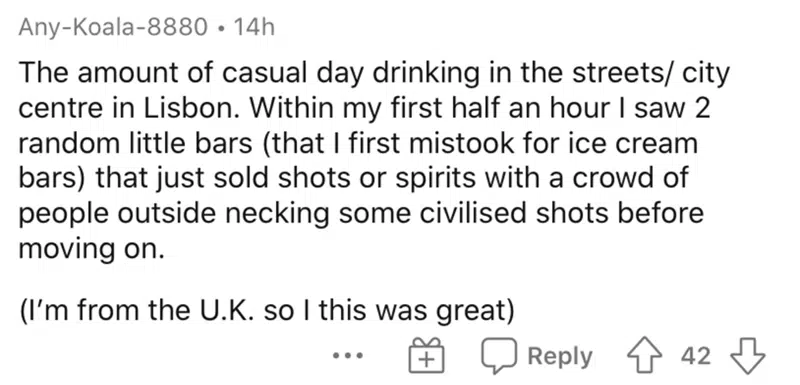 Any-Koala-8880 • 14h
The amount of casual day drinking in the streets/ city
centre in Lisbon. Within my first half an hour I saw 2
random little bars (that I first mistook for ice cream
bars) that just sold shots or spirits with a crowd of
people outside necking some civilised shots before
moving on.
(I'm from the U.K. so I this was great)
Reply 42